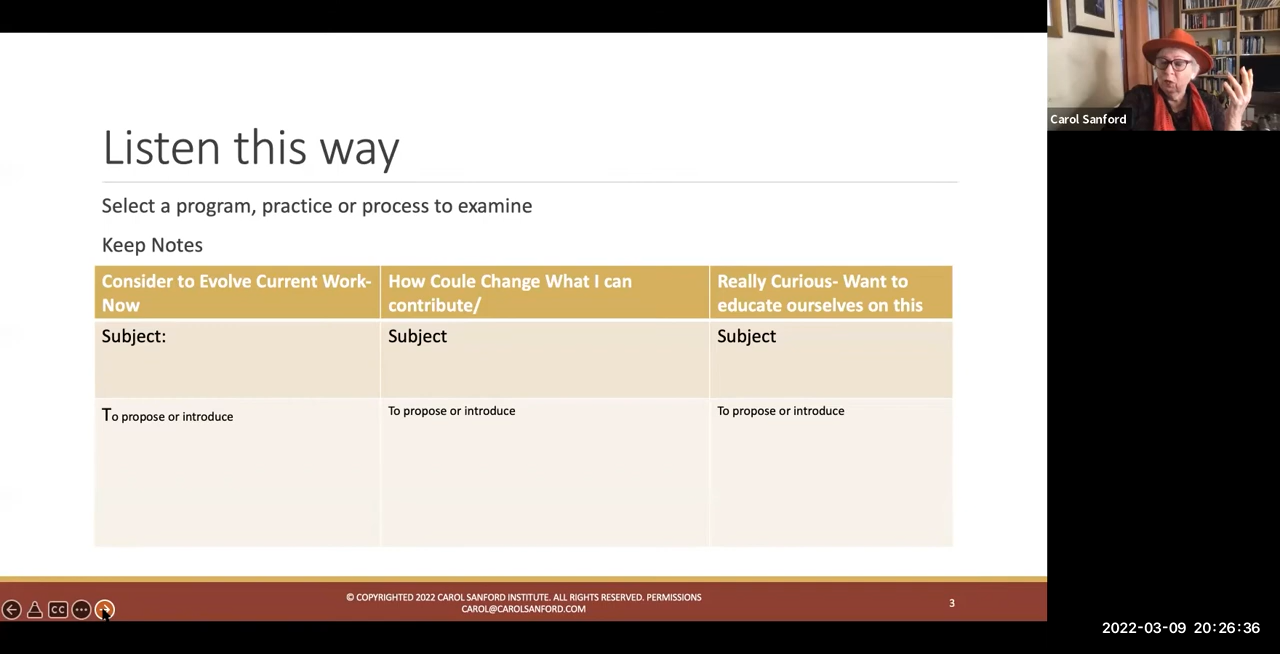 Listen this way
Select a program, practice or process to examine
Keep Notes
Consider to Evolve Current Work-
Now
How Coule Change What I can
contribute/
Really Curious- Want to
educate ourselves on this
Subject:
Subject
Subject
To propose or introduce
To propose or introduce
To propose or introduce
© COPYRIGHTED 2022 CAROL SANFORD INSTITUTE. ALL RIGHTS RESERVED. PERMISSIONS
CAROL@CAROLSANFORD.COM
3
CC
Carol Sanford
2022-03-09 20:26:36